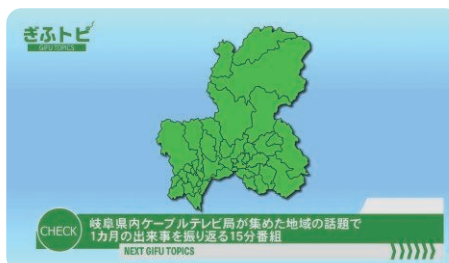 ぎふトピ
GIFU TOPICS
CHECK
岐阜県内ケーブルテレビ局が集めた地域の話題で
1カ月の出来事を振り返る15分番組
NEXT GIFU TOPICS